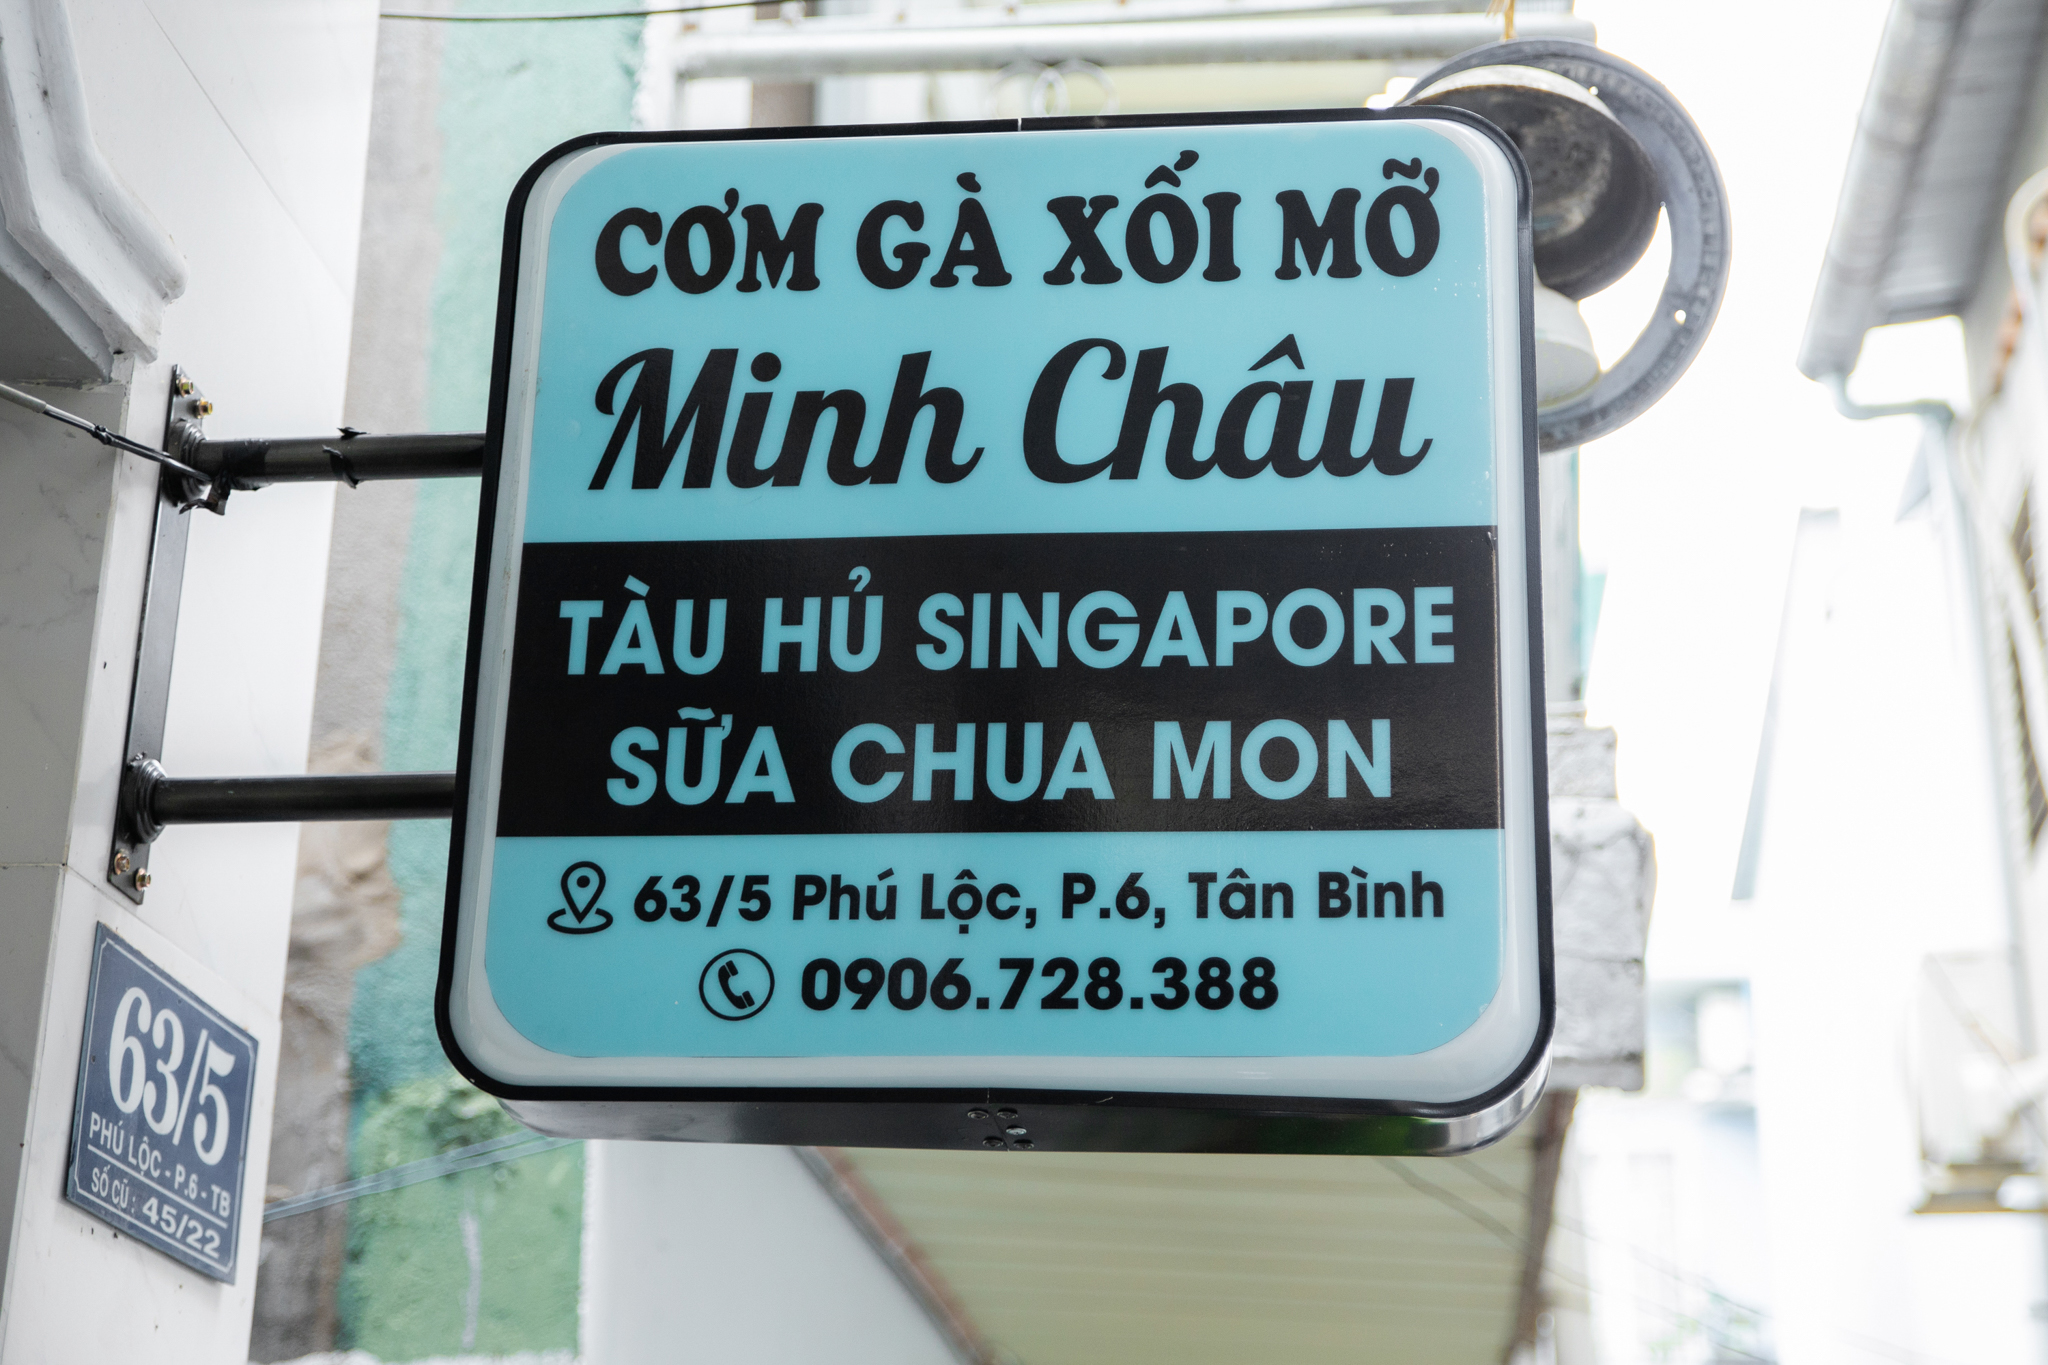 CƠM GÀ XỐI MỠ
Minh Châu
TÀU HỦ SINGAPORE
SỮA CHUA MON
63/5 Phú Lộc, P.6, Tân Bình
0906.728.388
63/5
PHÚ LỘC - P.6 - TB
SỐ CŨ : 45/22